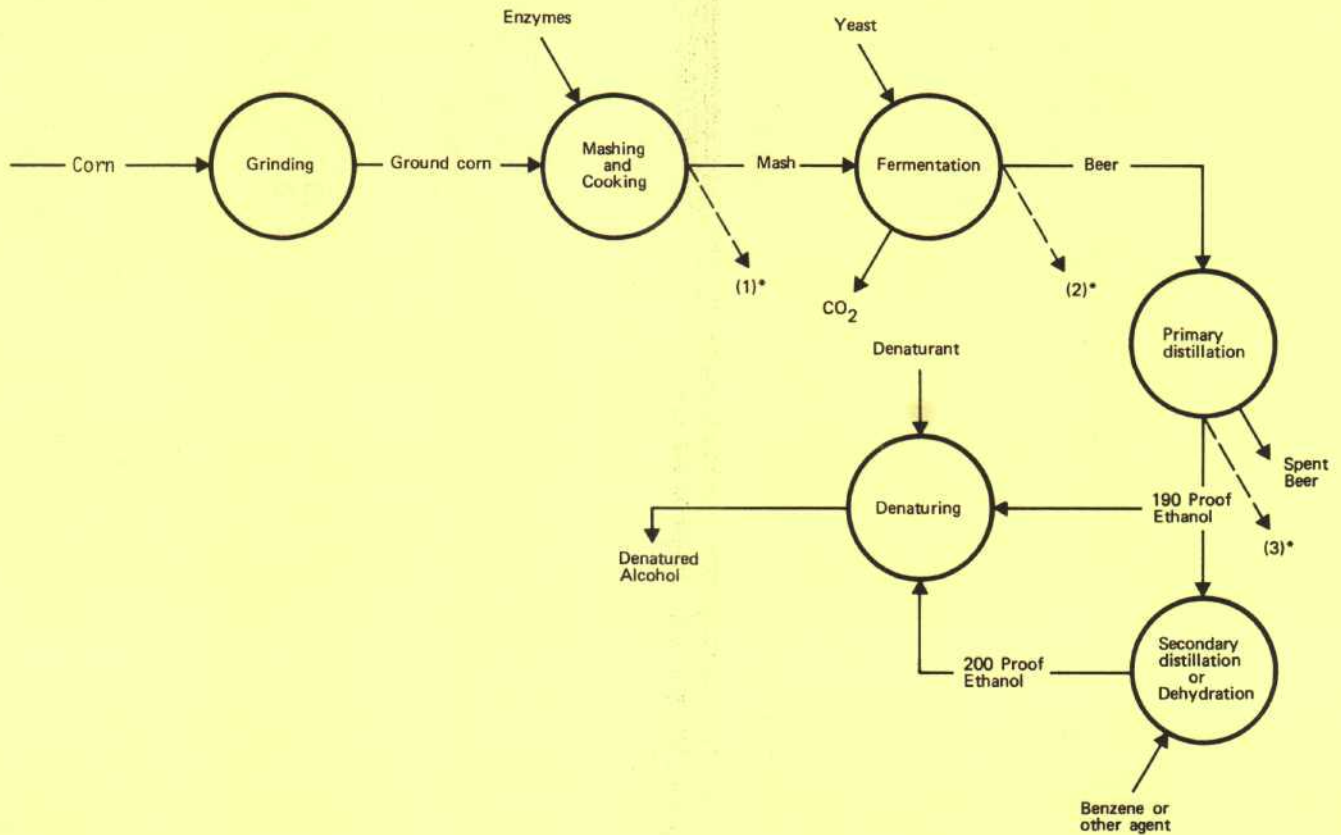 Enzymes
Yeast
Corn
Grinding
Ground corn
Mashing
and
Cooking
Mash
Fermentation
Beer
(1)*
CO2
(2)*
Primary
distillation
Denaturant
Spent
Beer
Denaturing
190 Proof
Ethanol
(3)*
Denatured
Alcohol
200 Proof
Ethanol
Secondary
distillation
or
Dehydration
Benzene or
other agent